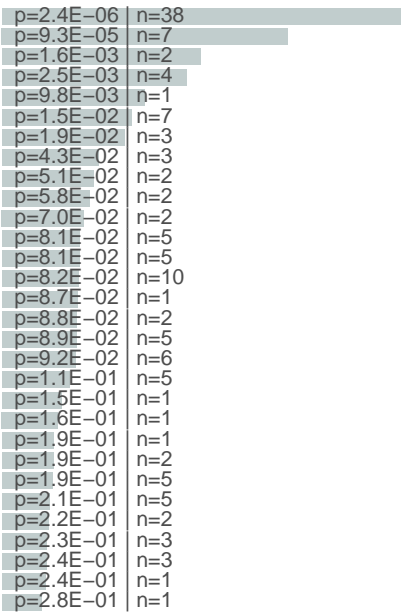 p=2.4E−06 | n=38
p=9.3E−05 | n=7
p=1.6E−03 | n=2
p=2.5E−03 | n=4
p=9.8E−03 | n=1
p=1.5E−02 | n=7
p=1.9E−02 | n=3
p=4.3E−02 | n=3
p=5.1E−02 | n=2
p=5.8E−02 | n=2
p=7.0E−02 | n=2
p=8.1E−02 | n=5
p=8.1E−02 | n=5
p=8.2E−02 | n=10
p=8.7E−02 | n=1
p=8.8E−02 | n=2
p=8.9E−02 | n=5
p=9.2E−02 | n=6
p=1.1E−01 | n=5
p=1.5E−01 | n=1
p=1.6E−01 | n=1
p=1.9E−01 | n=1
p=1.9E−01 | n=2
p=1.9E−01 | n=5
p=2.1E−01 | n=5
p=2.2E−01 | n=2
p=2.3E−01 | n=3
p=2.4E−01 | n=3
p=2.4E−01 | n=1
p=2.8E−01 | n=1